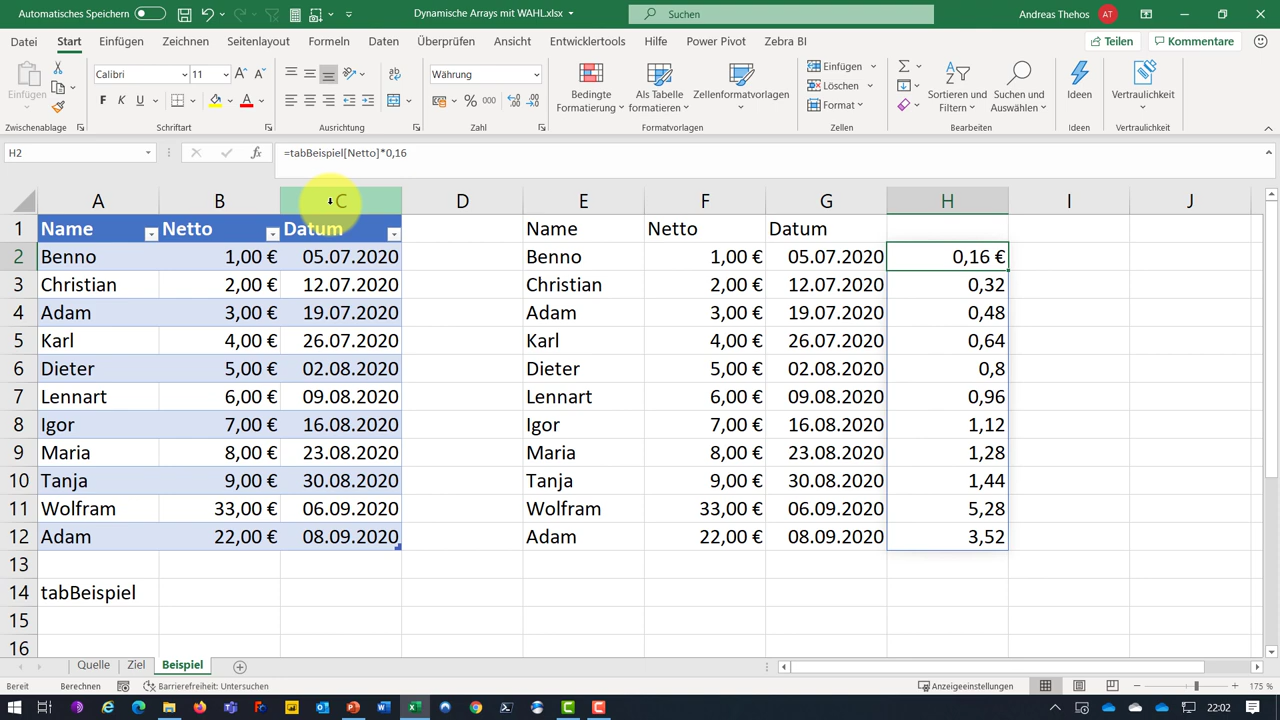 Automatisches Speichern
Dynamische Arrays mit WAHL.xlsx
Suchen
Andreas Thehos
AT
Datei Start Einfügen Zeichnen Seitenlayout Formeln Daten Überprüfen Ansicht Entwicklertools Hilfe Power Pivot Zebra BI
Teilen
Kommentare
Einfügen
Calibri 11
F K U
Währung
% 000
Bedingte Formatierung
Als Tabelle formatieren
Zellenformatvorlagen
Einfügen
Löschen
Format
Sortieren und Filtern
Suchen und Auswählen
Ideen
Vertraulichkeit
Zwischenablage Schriftart Ausrichtung Zahl Formatvorlagen Zellen Bearbeiten Ideen Vertraulichkeit
H2
fx
=tabBeispiel[Netto]*0,16
A B C D E F G H I J
1 Name Netto Datum Name Netto Datum
2 Benno 1,00 € 05.07.2020 Benno 1,00 € 05.07.2020 0,16 €
3 Christian 2,00 € 12.07.2020 Christian 2,00 € 12.07.2020 0,32
4 Adam 3,00 € 19.07.2020 Adam 3,00 € 19.07.2020 0,48
5 Karl 4,00 € 26.07.2020 Karl 4,00 € 26.07.2020 0,64
6 Dieter 5,00 € 02.08.2020 Dieter 5,00 € 02.08.2020 0,8
7 Lennart 6,00 € 09.08.2020 Lennart 6,00 € 09.08.2020 0,96
8 Igor 7,00 € 16.08.2020 Igor 7,00 € 16.08.2020 1,12
9 Maria 8,00 € 23.08.2020 Maria 8,00 € 23.08.2020 1,28
10 Tanja 9,00 € 30.08.2020 Tanja 9,00 € 30.08.2020 1,44
11 Wolfram 33,00 € 06.09.2020 Wolfram 33,00 € 06.09.2020 5,28
12 Adam 22,00 € 08.09.2020 Adam 22,00 € 08.09.2020 3,52
13
14 tabBeispiel
15
16
Quelle Ziel Beispiel
Bereit Berechnen Barrierefreiheit: Untersuchen Anzeigeeinstellungen 175 %
22:02